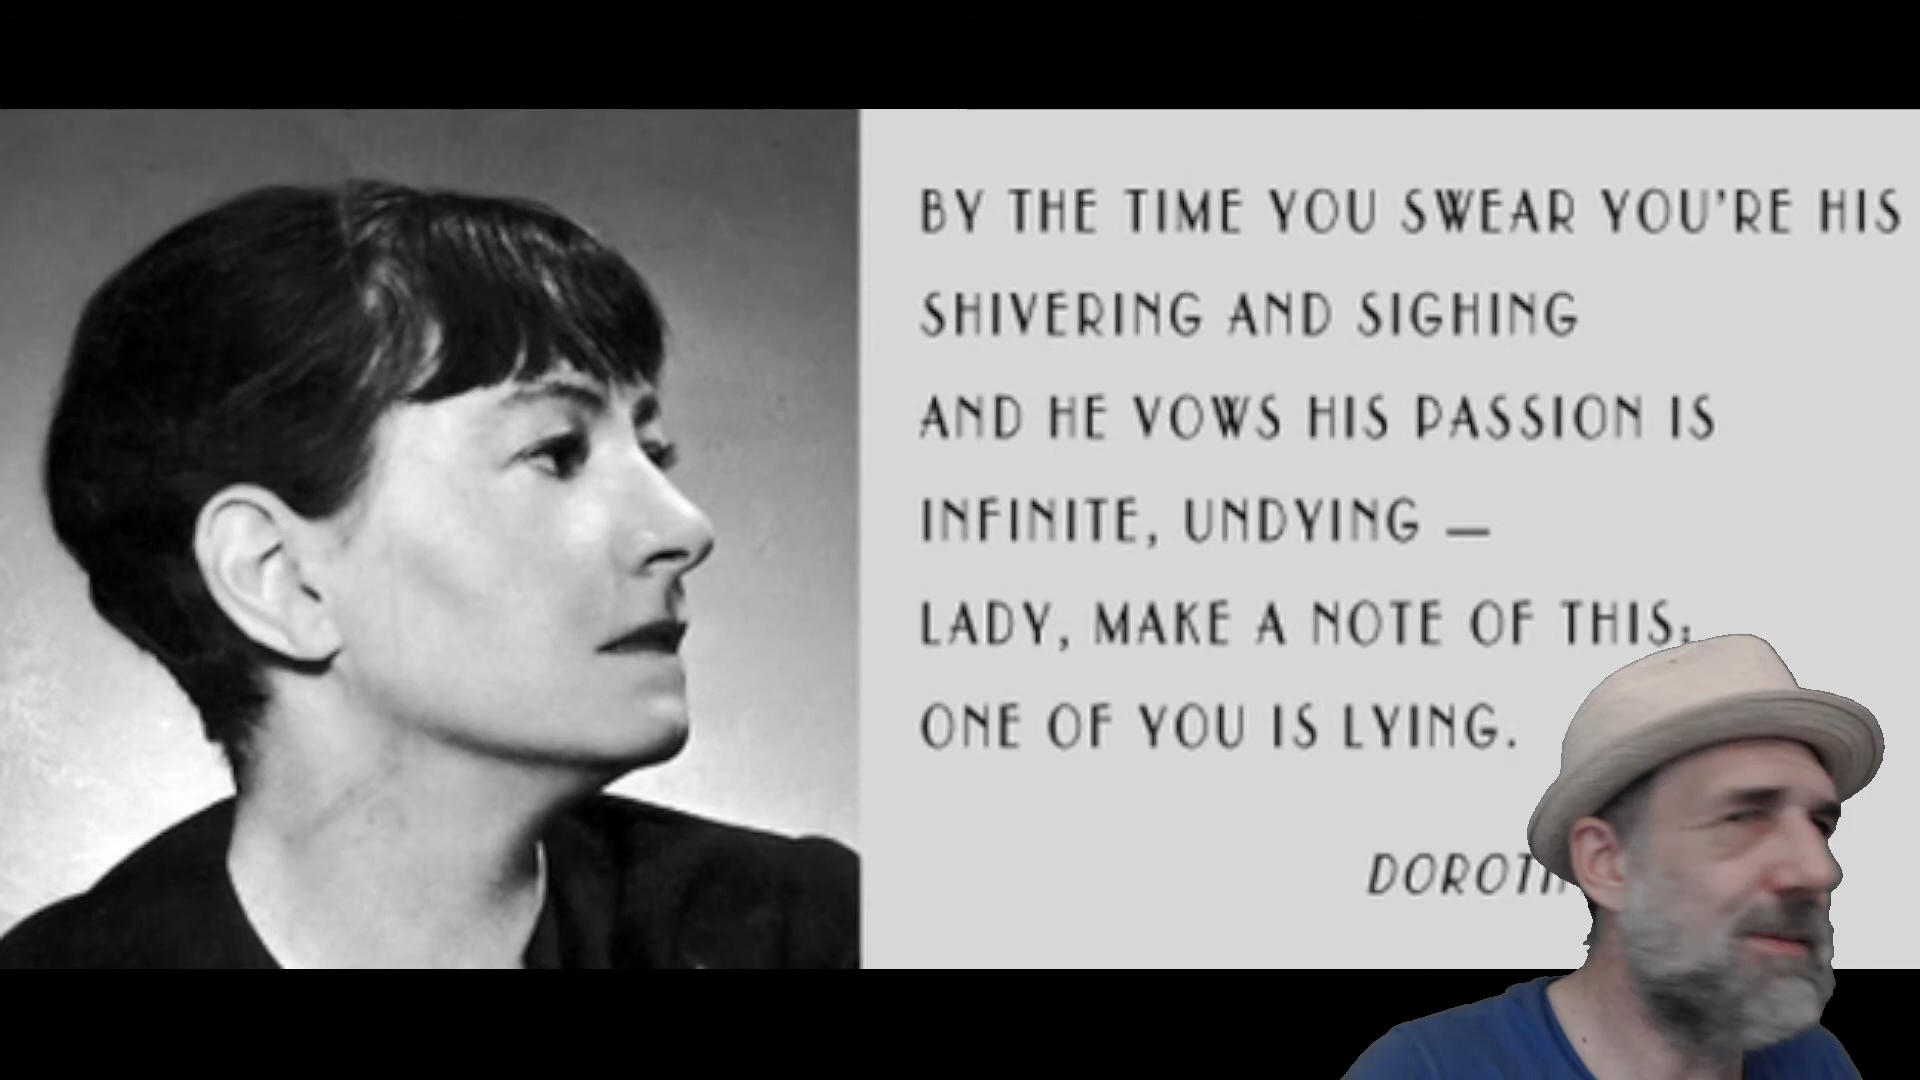 BY THE TIME YOU SWEAR YOU'RE HIS
SHIVERING AND SIGHING
AND HE VOWS HIS PASSION IS
INFINITE, UNDYING —
LADY, MAKE A NOTE OF THIS:
ONE OF YOU IS LYING.